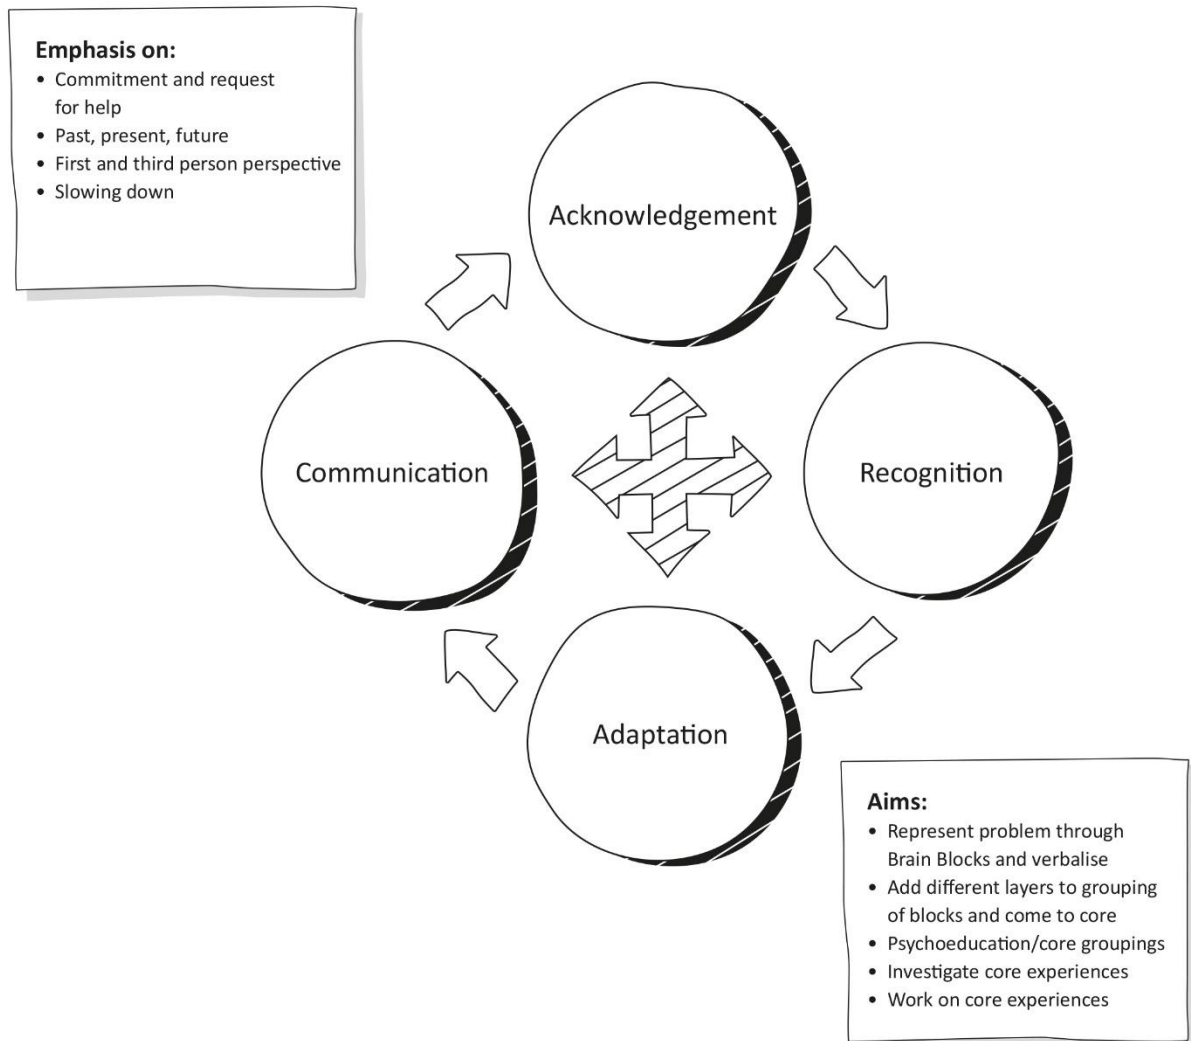 Emphasis on:
• Commitment and request
for help
• Past, present, future
• First and third person perspective
• Slowing down
Acknowledgement
Communication
Recognition
Adaptation
Aims:
• Represent problem through
Brain Blocks and verbalise
• Add different layers to grouping
of blocks and come to core
• Psychoeducation/core groupings
• Investigate core experiences
• Work on core experiences